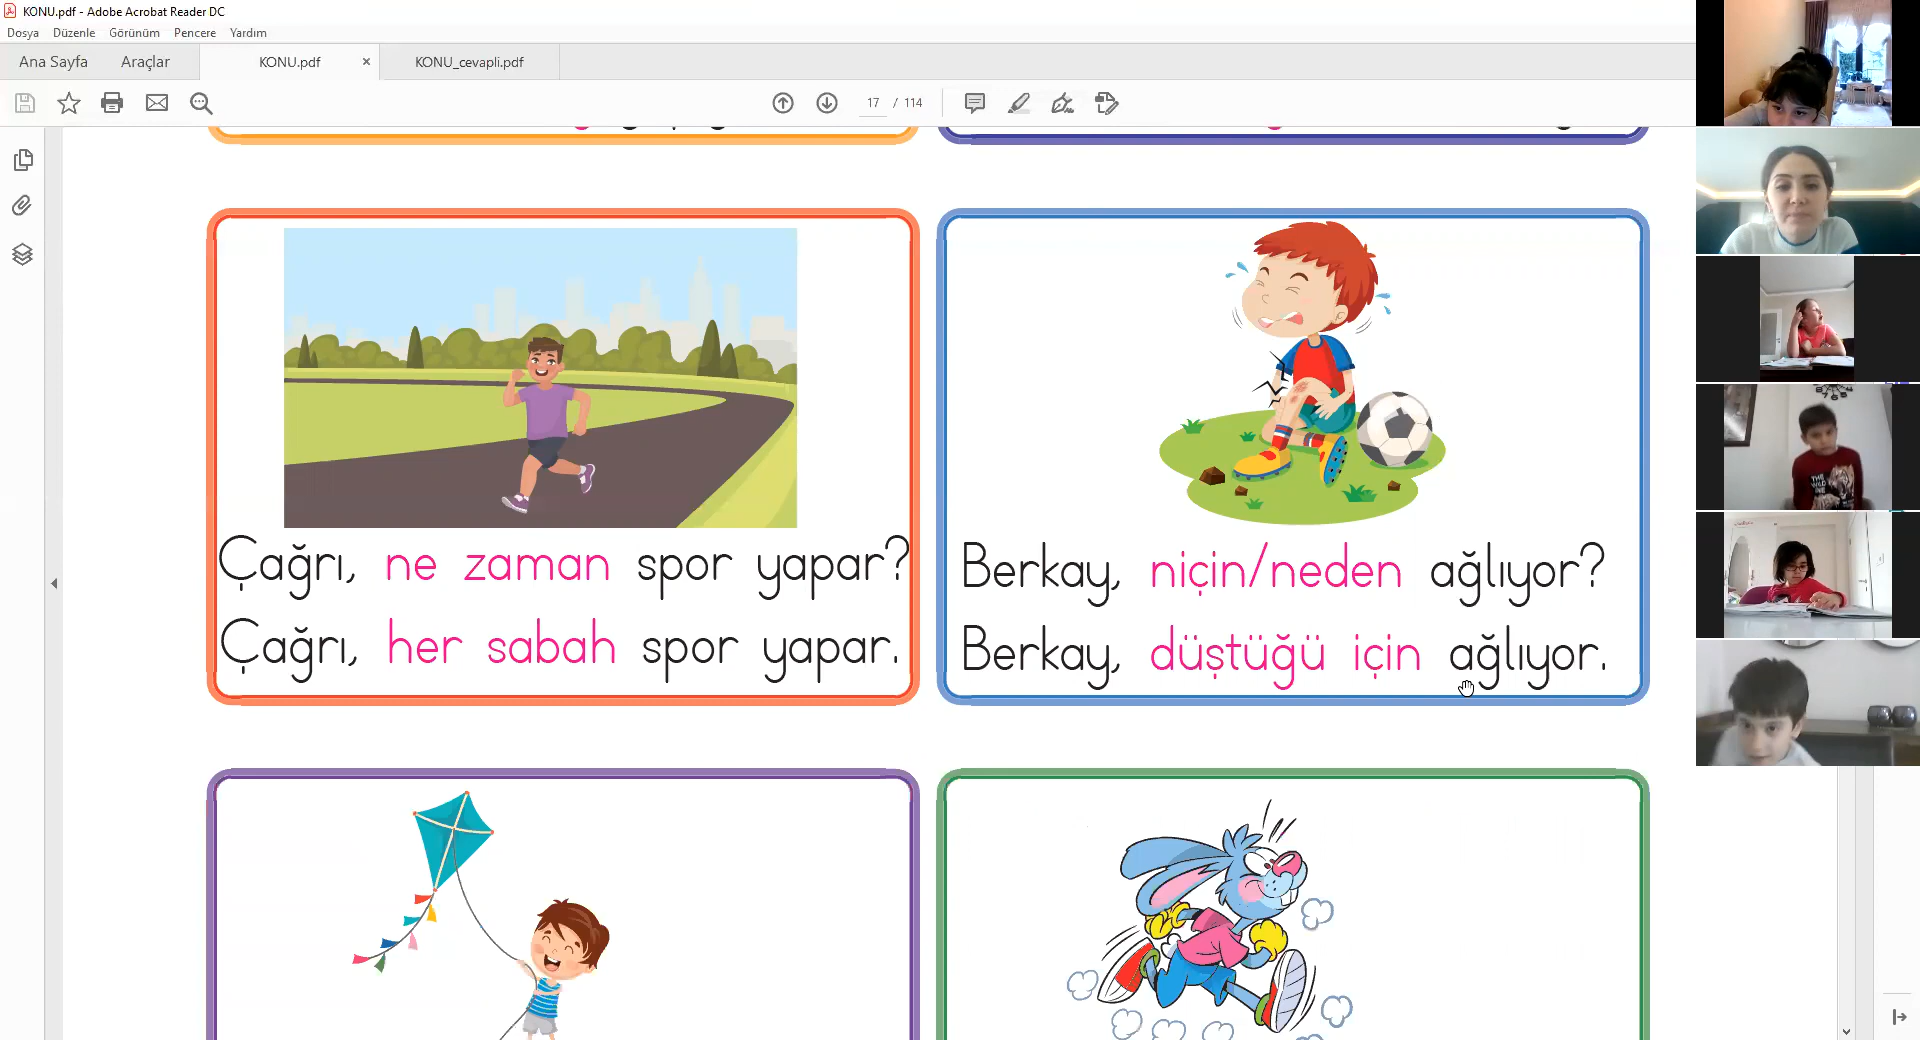 KONU.pdf - Adobe Acrobat Reader DC
Dosya Düzenle Görünüm Pencere Yardım
Ana Sayfa Araçlar KONU.pdf × KONU_cevapli.pdf
17 / 114
Çağrı, ne zaman spor yapar?
Çağrı, her sabah spor yapar.
Berkay, niçin/neden ağlıyor?
Berkay, düştüğü için ağlıyor.